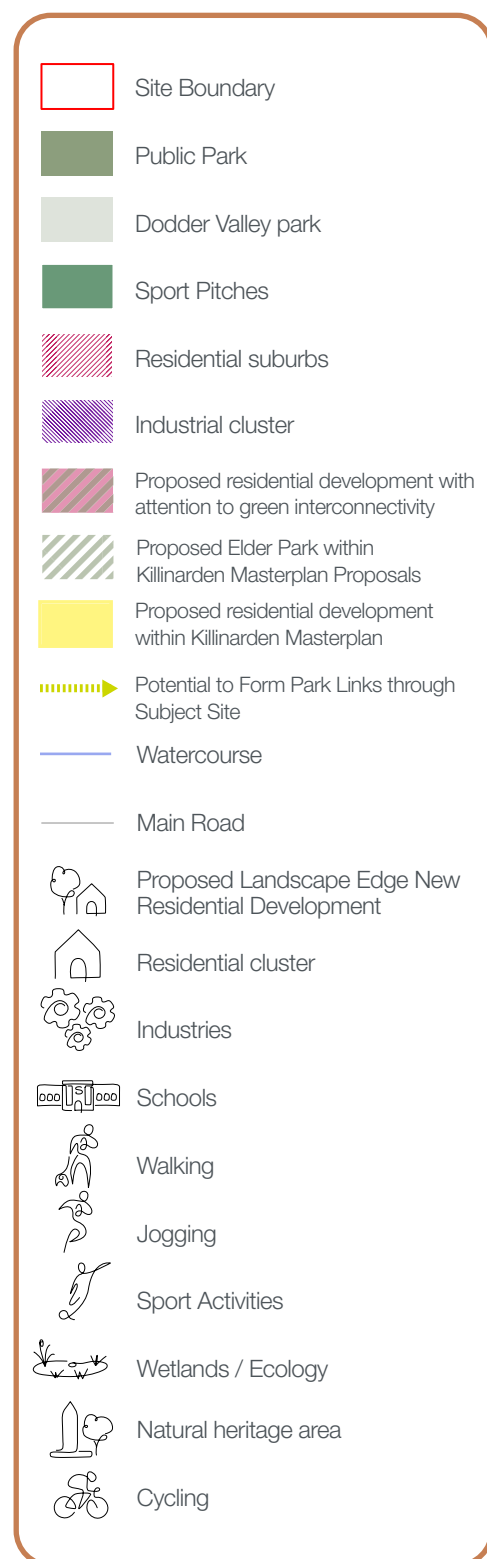 Site Boundary
Public Park
Dodder Valley park
Sport Pitches
Residential suburbs
Industrial cluster
Proposed residential development with
attention to green interconnectivity
Proposed Elder Park within
Killinarden Masterplan Proposals
Proposed residential development
within Killinarden Masterplan
Potential to Form Park Links through
Subject Site
Watercourse
Main Road
Proposed Landscape Edge New
Residential Development
Residential cluster
Industries
S
Schools
Walking
Jogging
Sport Activities
Wetlands / Ecology
Natural heritage area
Cycling